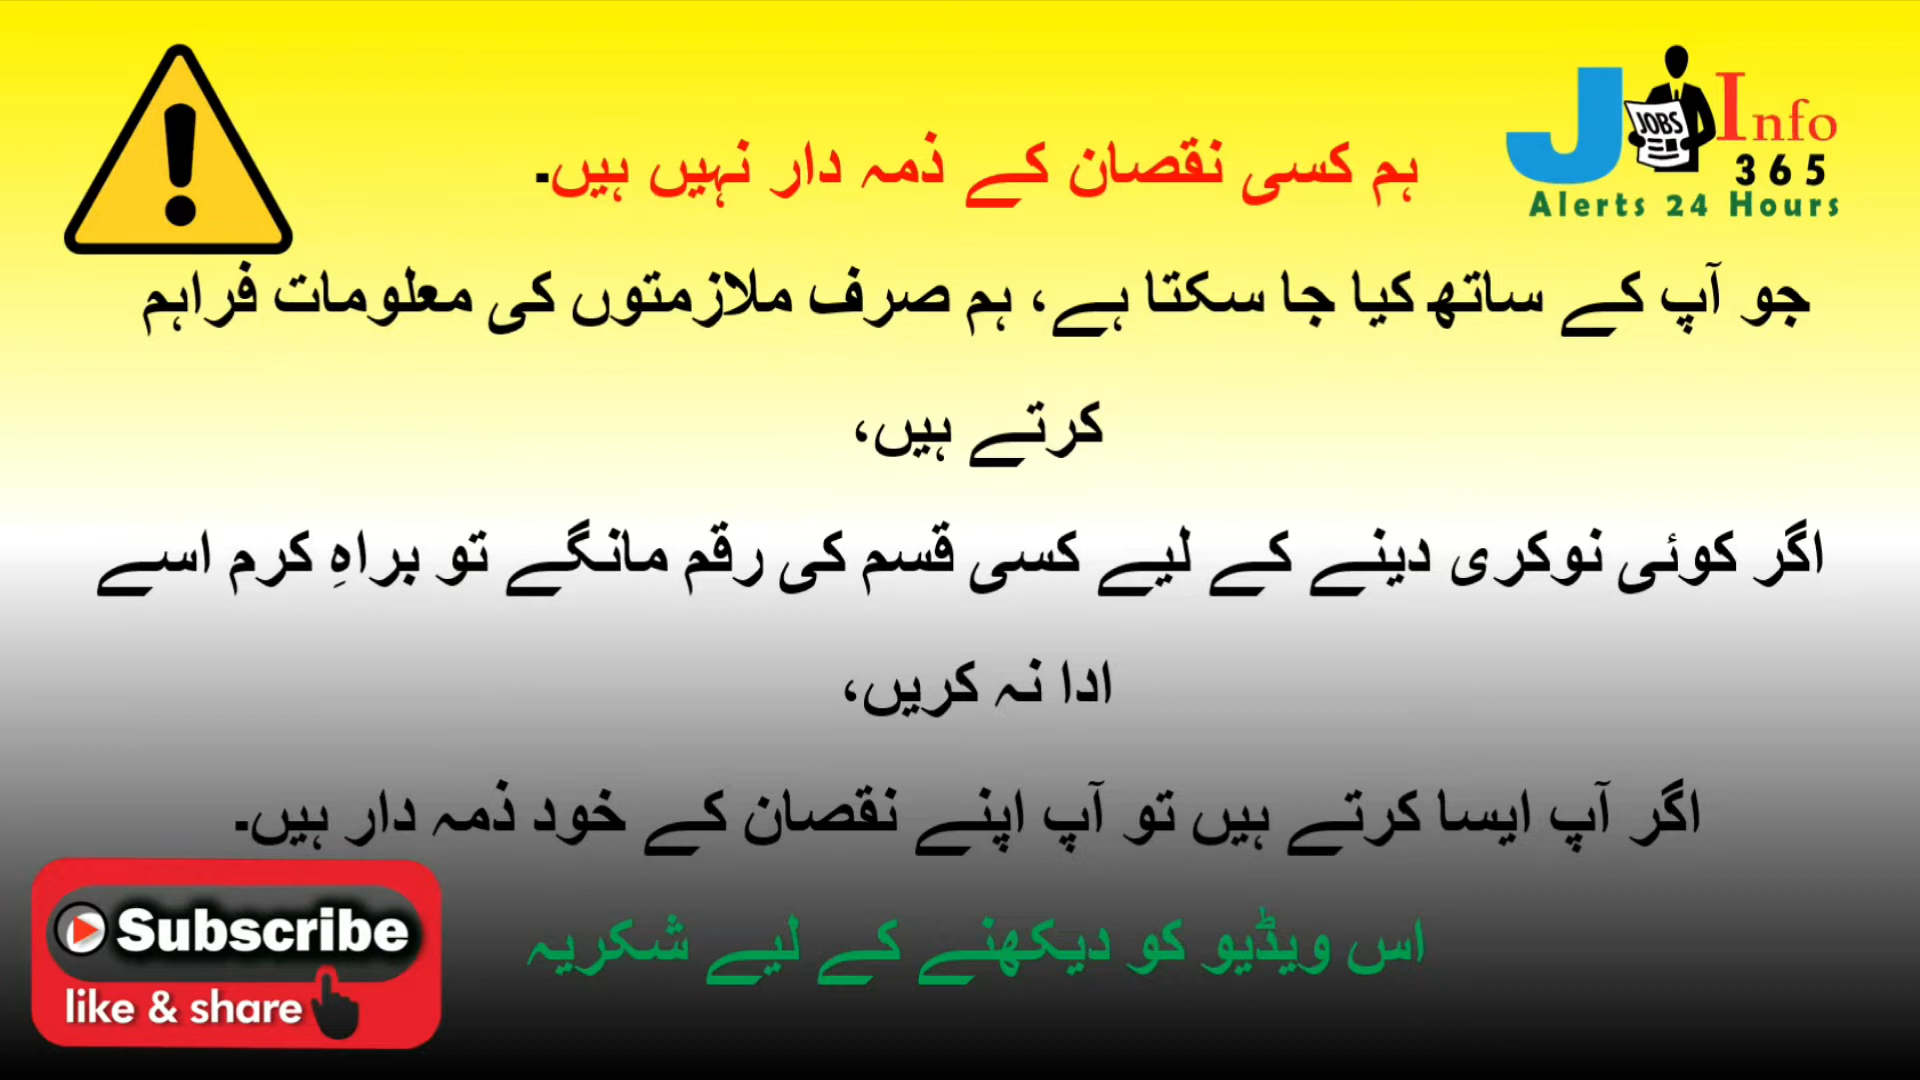 JOBS
Info
365
Alerts 24 Hours
ہم کسی نقصان کے ذمہ دار نہیں ہیں۔
جو آپ کے ساتھ کیا جا سکتا ہے، ہم صرف ملازمتوں کی معلومات فراہم
کرتے ہیں،
اگر کوئی نوکری دینے کے لیے کسی قسم کی رقم مانگے تو براہِ کرم اسے
ادا نہ کریں،
اگر آپ ایسا کرتے ہیں تو آپ اپنے نقصان کے خود ذمہ دار ہیں۔
اس ویڈیو کو دیکھنے کے لیے شکریہ
Subscribe
like & share